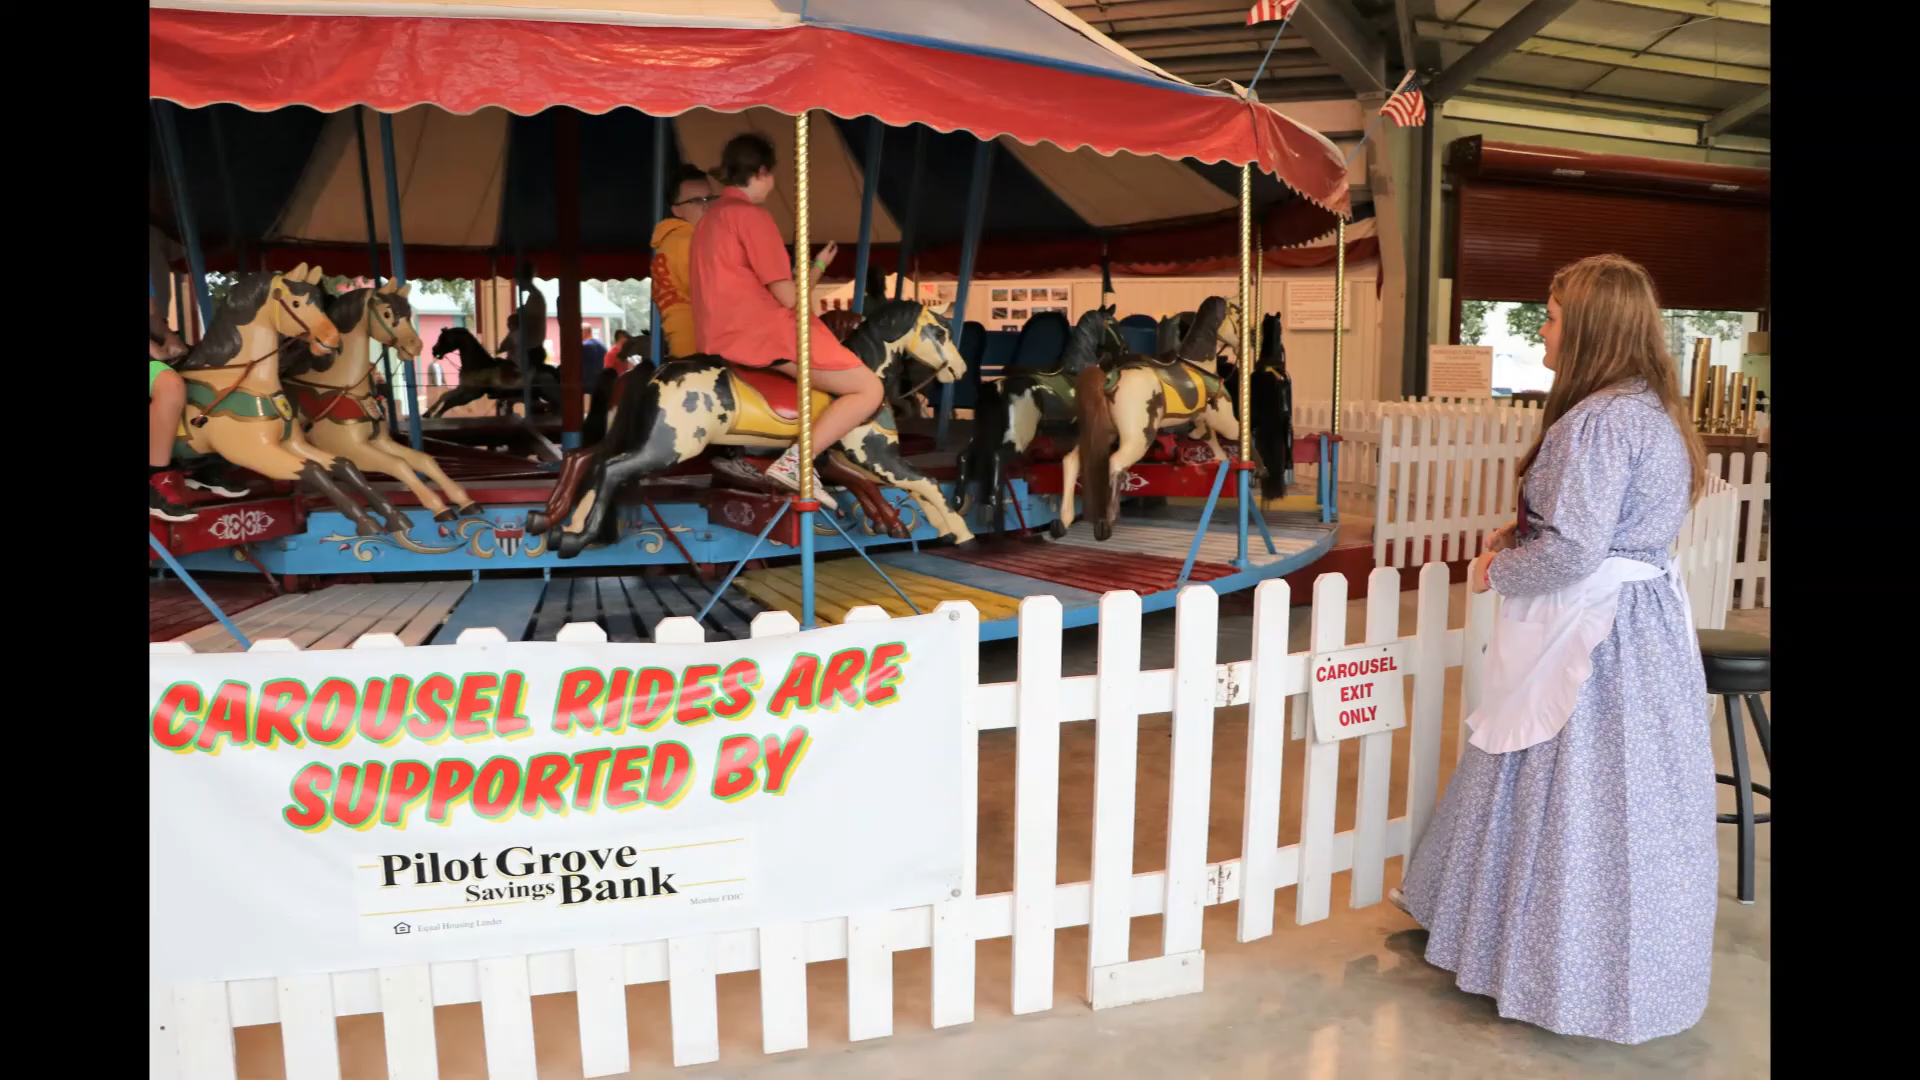 CAROUSEL RIDES ARE
SUPPORTED BY
Pilot Grove
Savings Bank
Member FDIC
Equal Housing Lender
CAROUSEL
EXIT
ONLY